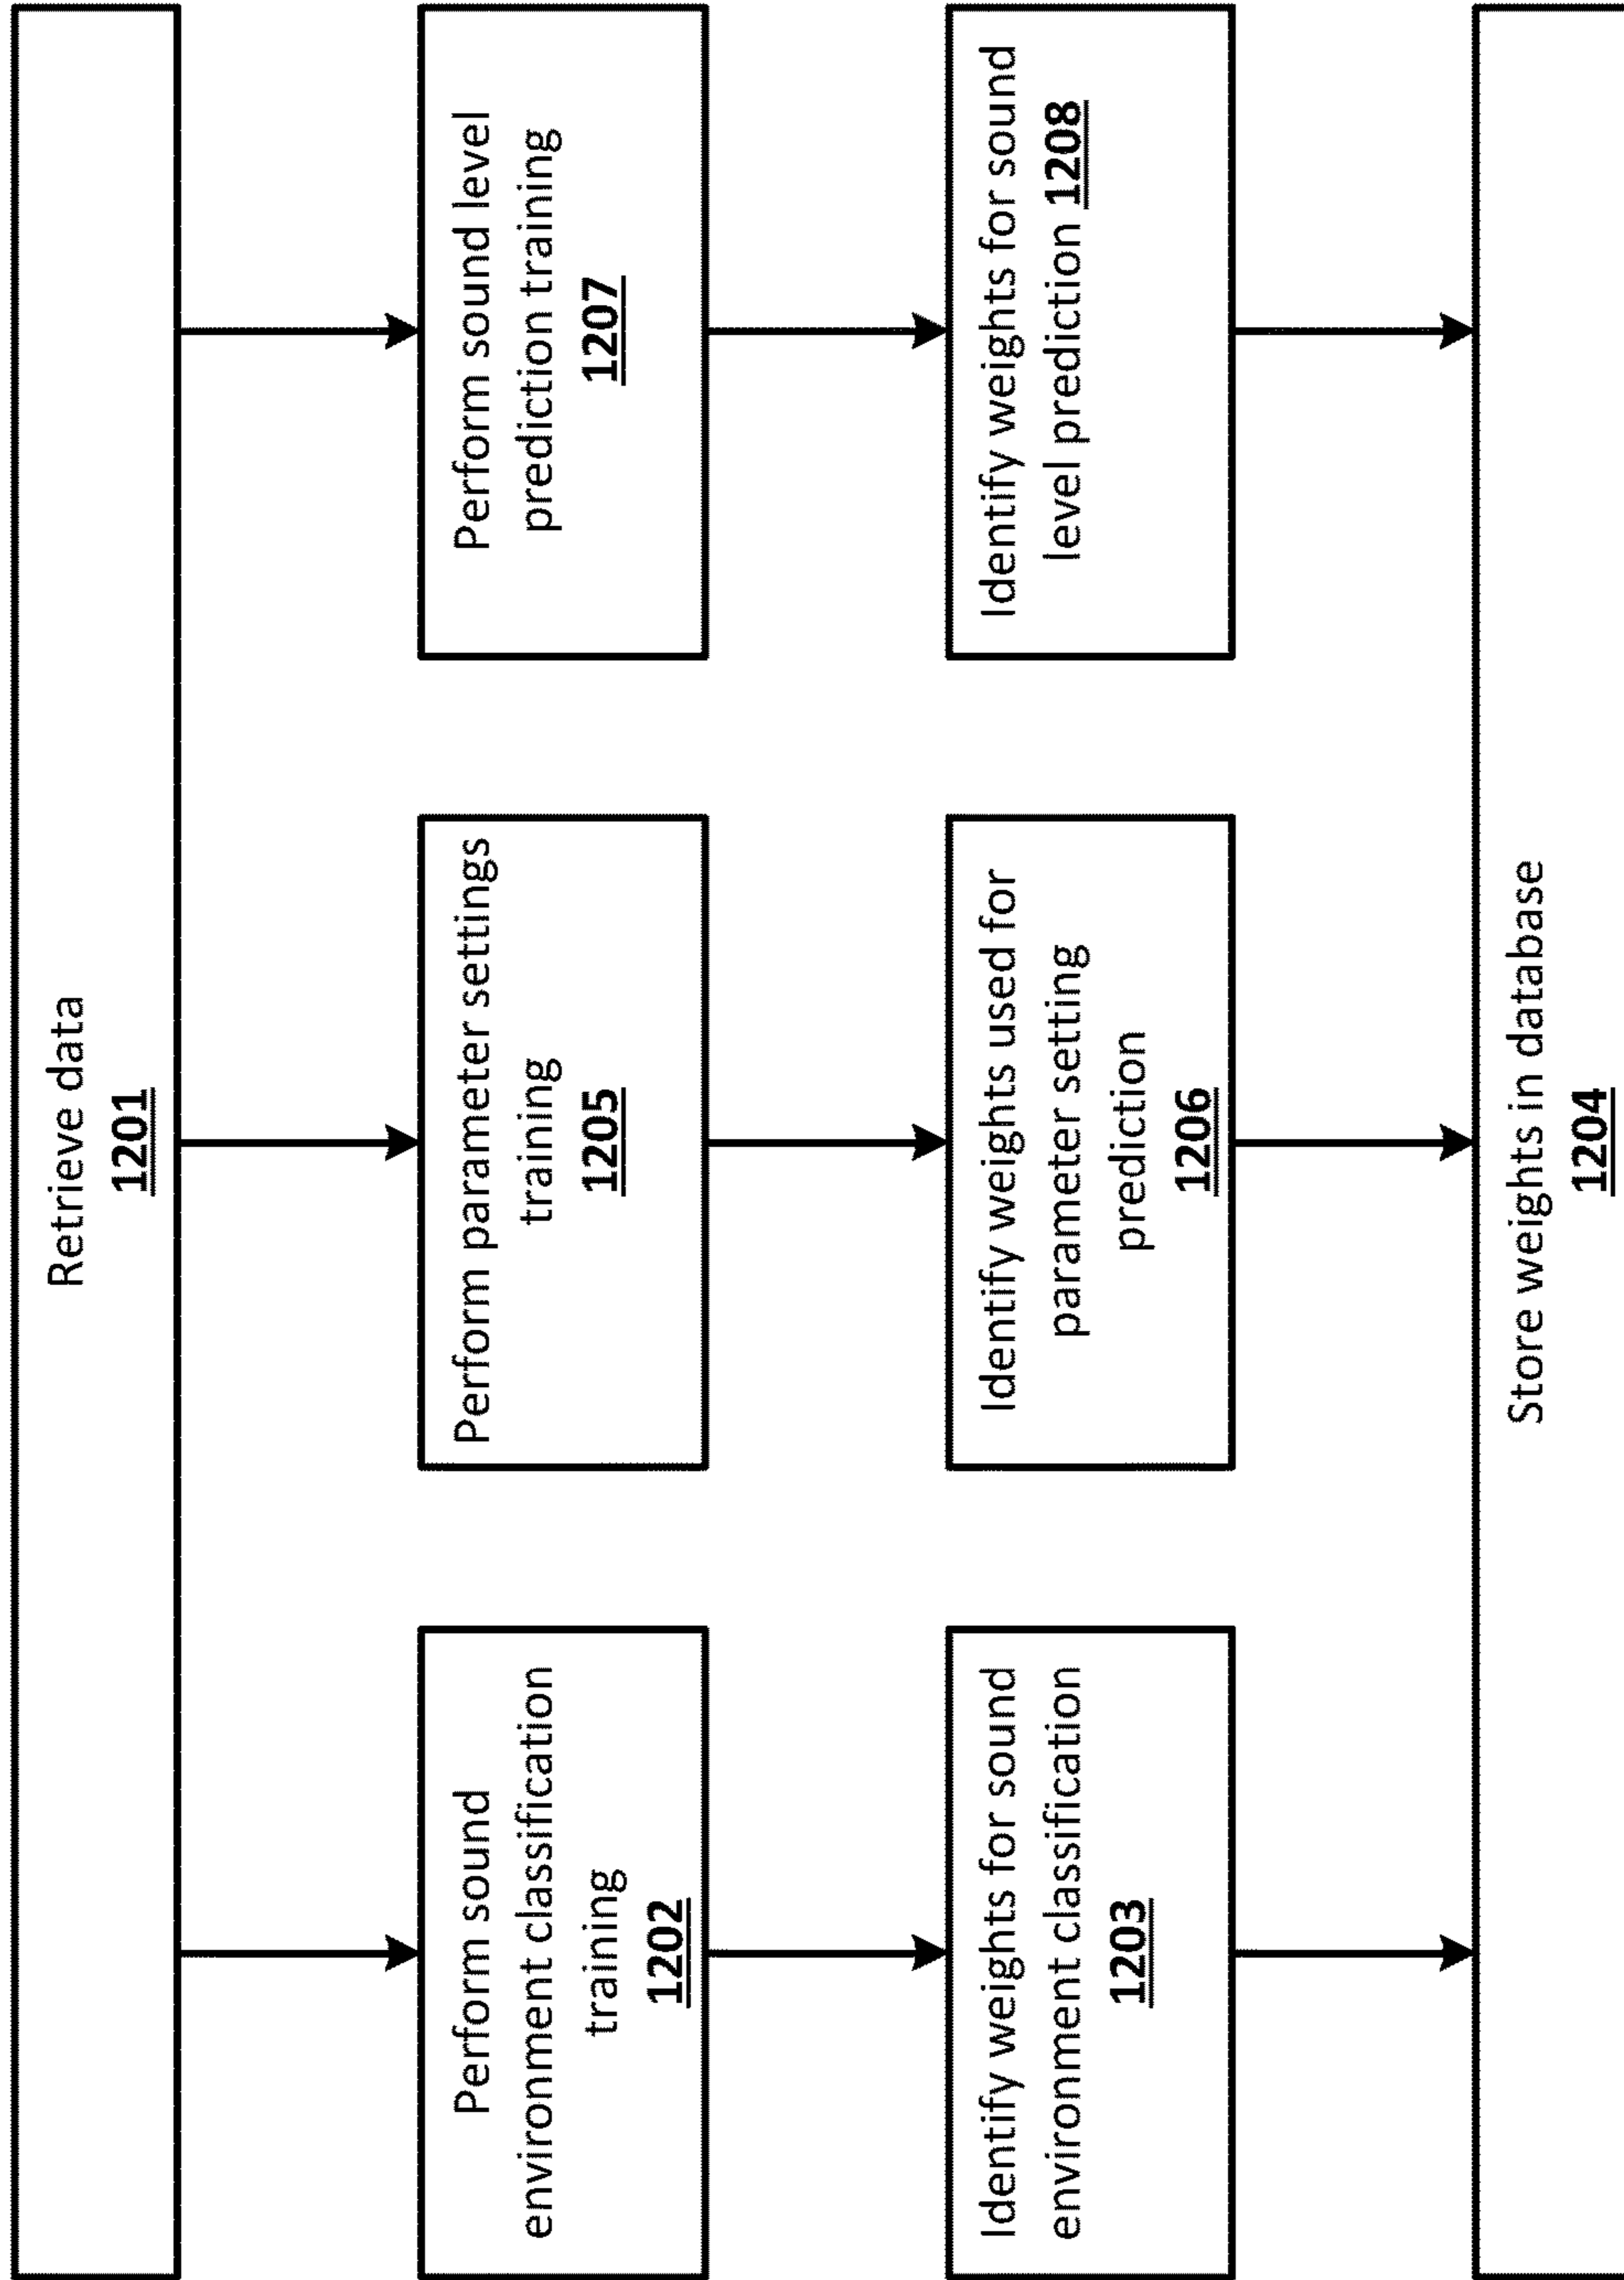 Retrieve data
1201
Perform sound
environment classification
training
1202
Perform parameter settings
training
1205
Perform sound level
prediction training
1207
Identify weights for sound
environment classification
1203
Identify weights used for
parameter setting
prediction
1206
Identify weights for sound
level prediction 1208
Store weights in database
1204